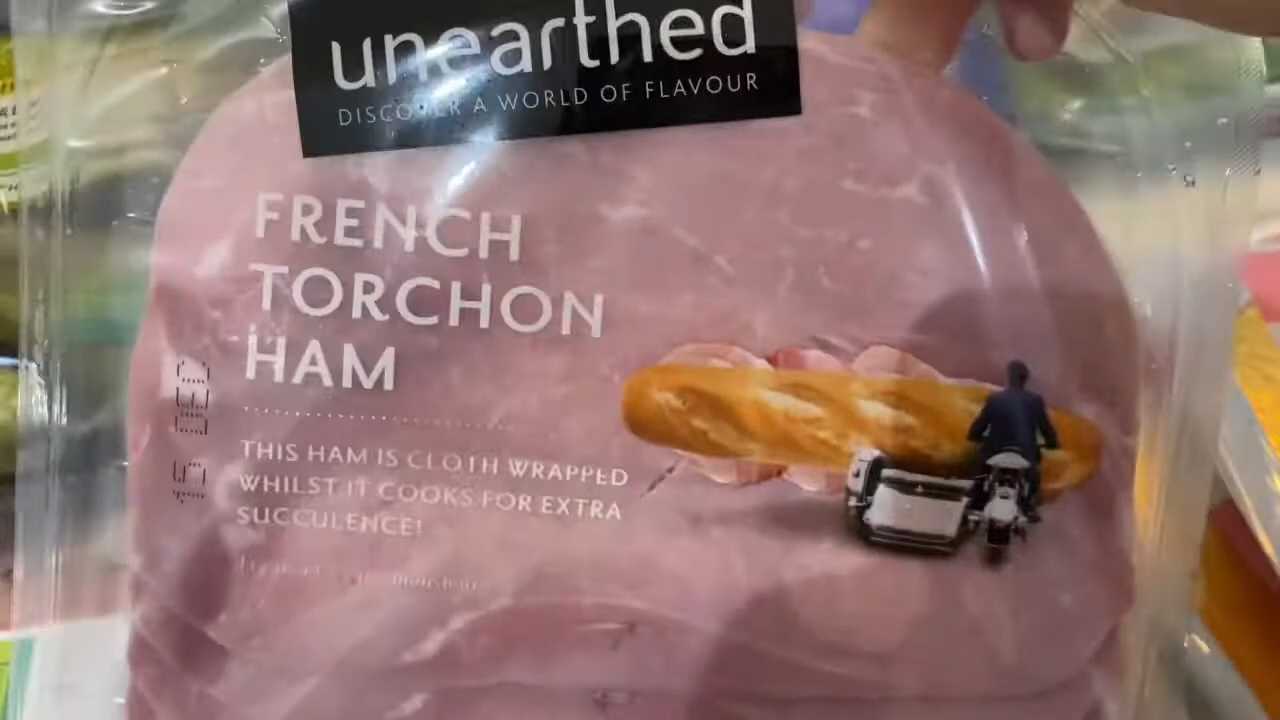 unearthed
DISCOVER A WORLD OF FLAVOUR
FRENCH
TORCHON
HAM
THIS HAM IS CLOTH WRAPPED
WHILST IT COOKS FOR EXTRA
SUCCULENCE!
15 DEC